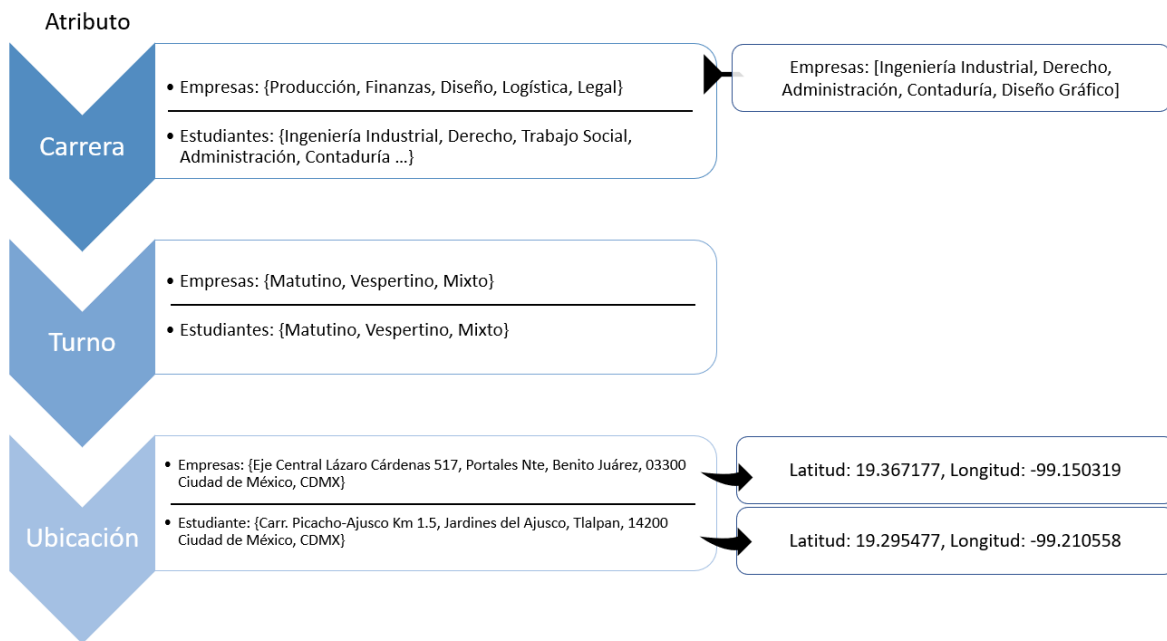 Atributo
Carrera
• Empresas: {Producción, Finanzas, Diseño, Logística, Legal}
• Estudiantes: {Ingeniería Industrial, Derecho, Trabajo Social,
Administración, Contaduría ...}
Empresas: [Ingeniería Industrial, Derecho,
Administración, Contaduría, Diseño Gráfico]
Turno
• Empresas: {Matutino, Vespertino, Mixto}
• Estudiantes: {Matutino, Vespertino, Mixto}
Ubicación
• Empresas: {Eje Central Lázaro Cárdenas 517, Portales Nte, Benito Juárez, 03300
Ciudad de México, CDMX}
• Estudiante: {Carr. Picacho-Ajusco Km 1.5, Jardines del Ajusco, Tlalpan, 14200
Ciudad de México, CDMX}
Latitud: 19.367177, Longitud: -99.150319
Latitud: 19.295477, Longitud: -99.210558